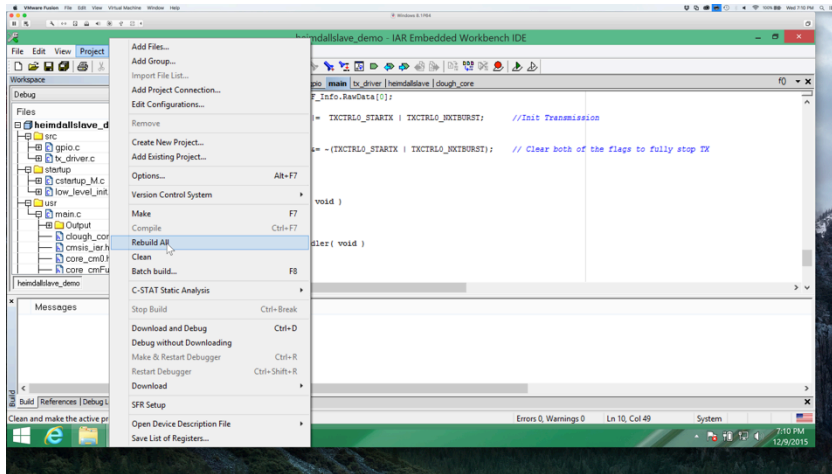 VMware Fusion File Edit View Virtual Machine Window Help
100% Wed 7:10 PM
Windows 8.1 P64
heimdallslave_demo - IAR Embedded Workbench IDE
File Edit View Project
Workspace
Debug
Files
heimdallslave_d
src
gpio.c
tx_driver.c
startup
cstartup_M.c
low_level_init.
usr
main.c
Output
clough_cor
cmsis_iar.h
core_cm0.h
core_cmFu
heimdallslave_demo
Add Files...
Add Group...
Import File List...
Add Project Connection...
Edit Configurations...
Remove
Create New Project...
Add Existing Project...
Options... Alt+F7
Version Control System
Make F7
Compile Ctrl+F7
Rebuild All
Clean
Batch build... F8
C-STAT Static Analysis
Stop Build Ctrl+Break
Download and Debug Ctrl+D
Debug without Downloading
Make & Restart Debugger Ctrl+R
Restart Debugger Ctrl+Shift+R
Download
SFR Setup
Open Device Description File
Save List of Registers...
main tx_driver heimdallslave clough_core f()
F_Info.RawData[0];
|= TXCTRL0_STARTX | TXCTRL0_NXTBURST; //Init Transmission
&= ~(TXCTRL0_STARTX | TXCTRL0_NXTBURST); // Clear both of the flags to fully stop TX
void )
dler( void )
Messages
Build
Build References Debug L
Clean and make the active pr
Errors 0, Warnings 0 Ln 10, Col 49 System
7:10 PM
12/9/2015